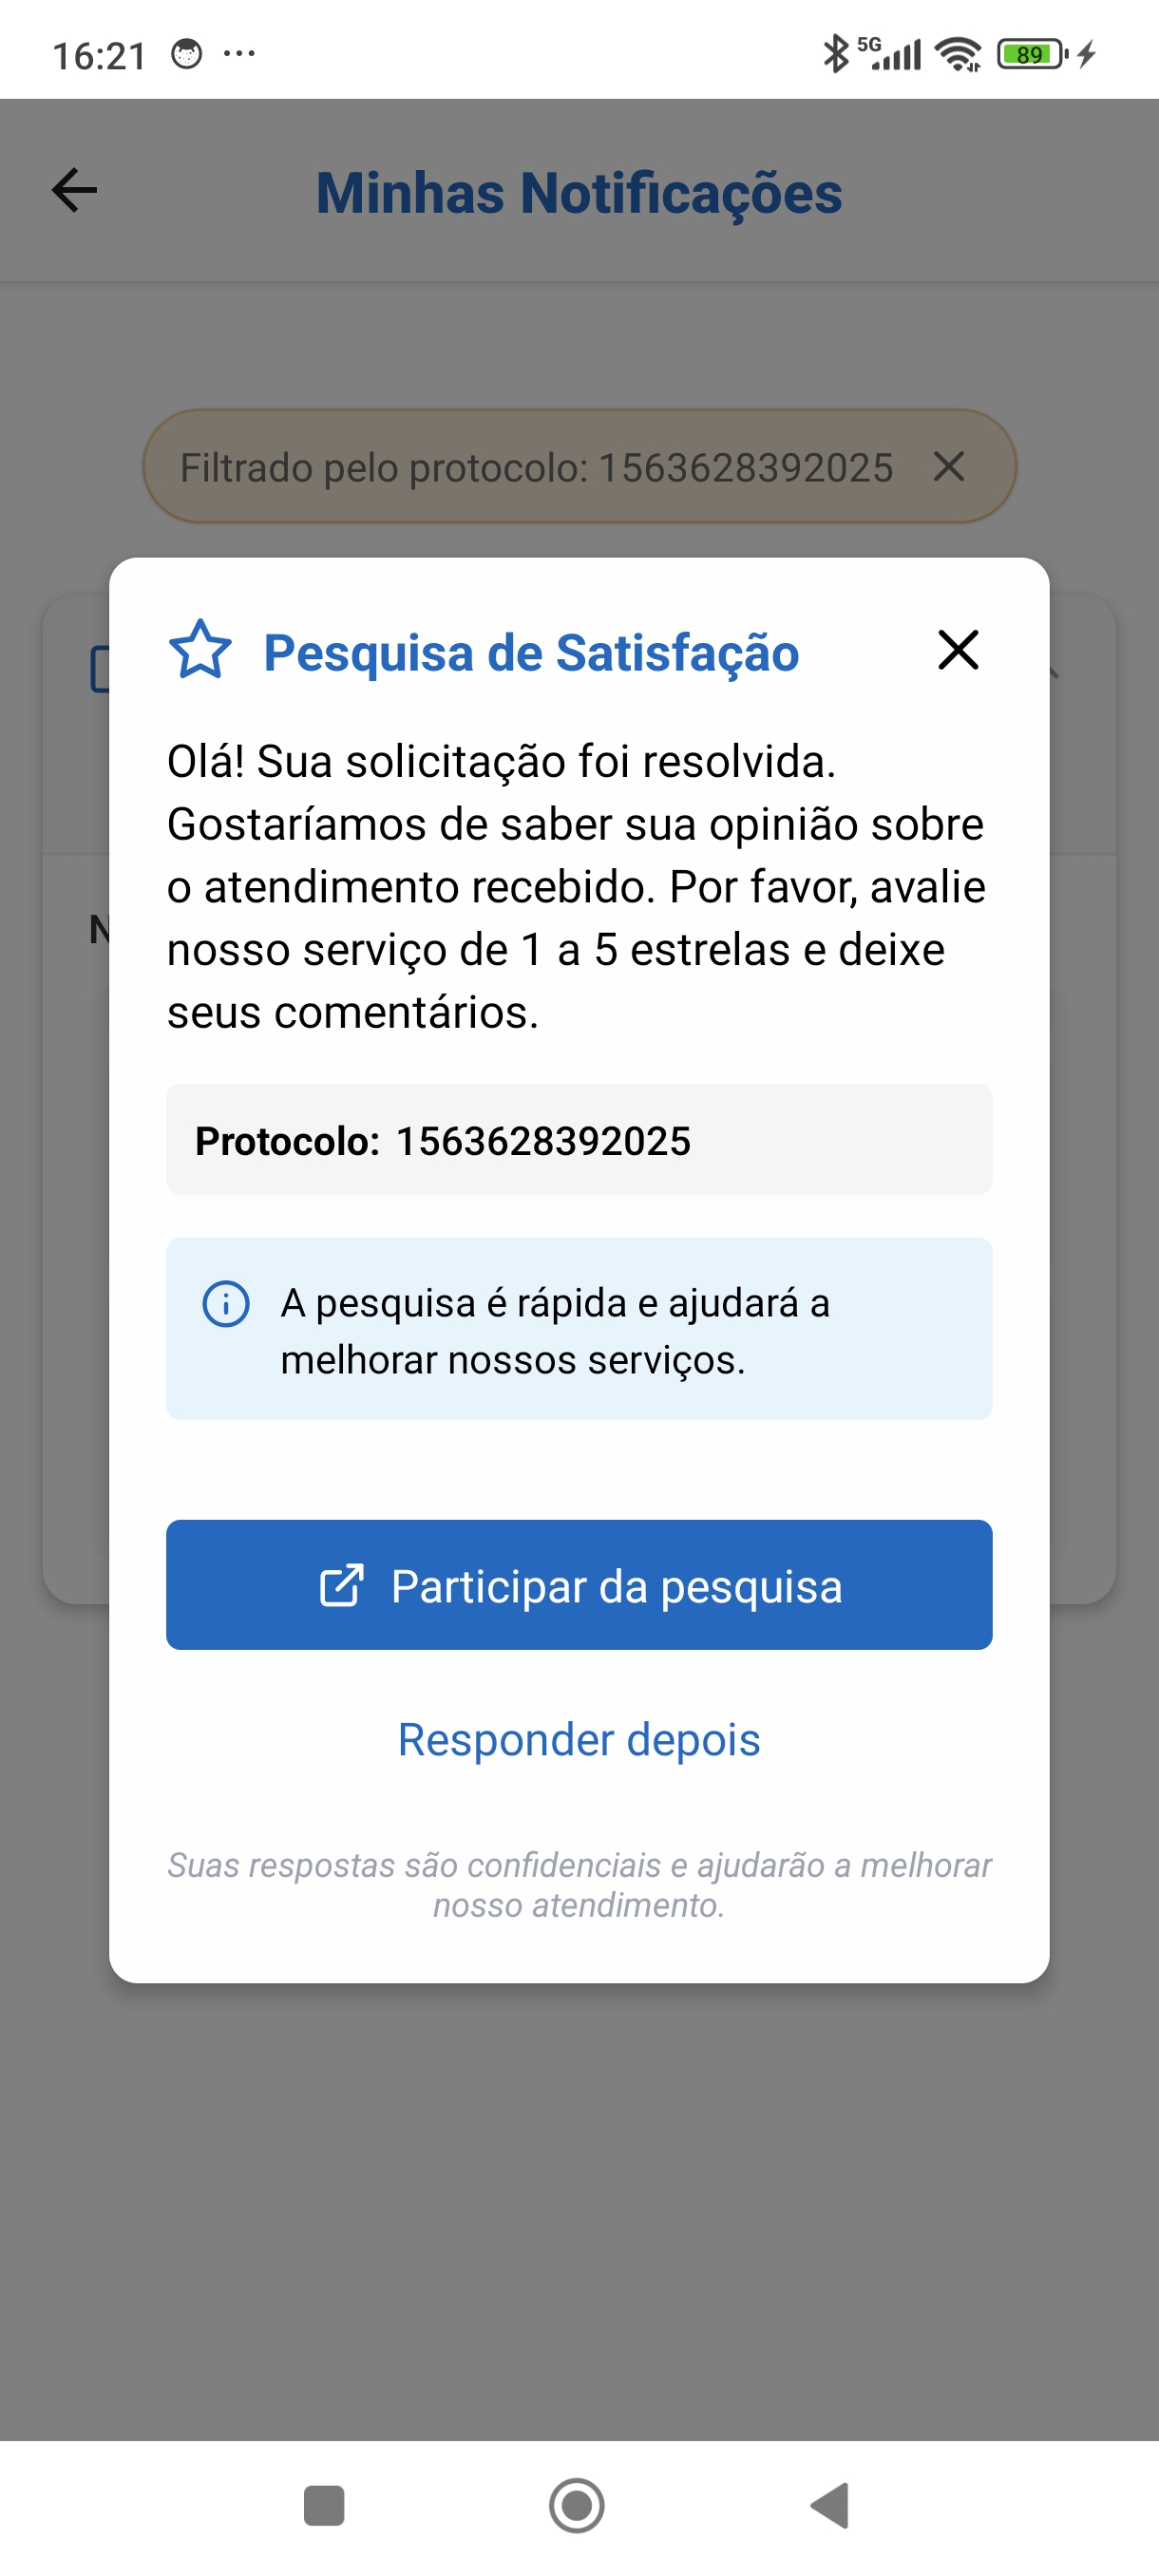 16:21
5G
89
Minhas Notificações
Filtrado pelo protocolo: 1563628392025
Pesquisa de Satisfação
Olá! Sua solicitação foi resolvida.
Gostaríamos de saber sua opinião sobre
o atendimento recebido. Por favor, avalie
nosso serviço de 1 a 5 estrelas e deixe
seus comentários.
Protocolo: 1563628392025
A pesquisa é rápida e ajudará a
melhorar nossos serviços.
Participar da pesquisa
Responder depois
Suas respostas são confidenciais e ajudarão a melhorar
nosso atendimento.